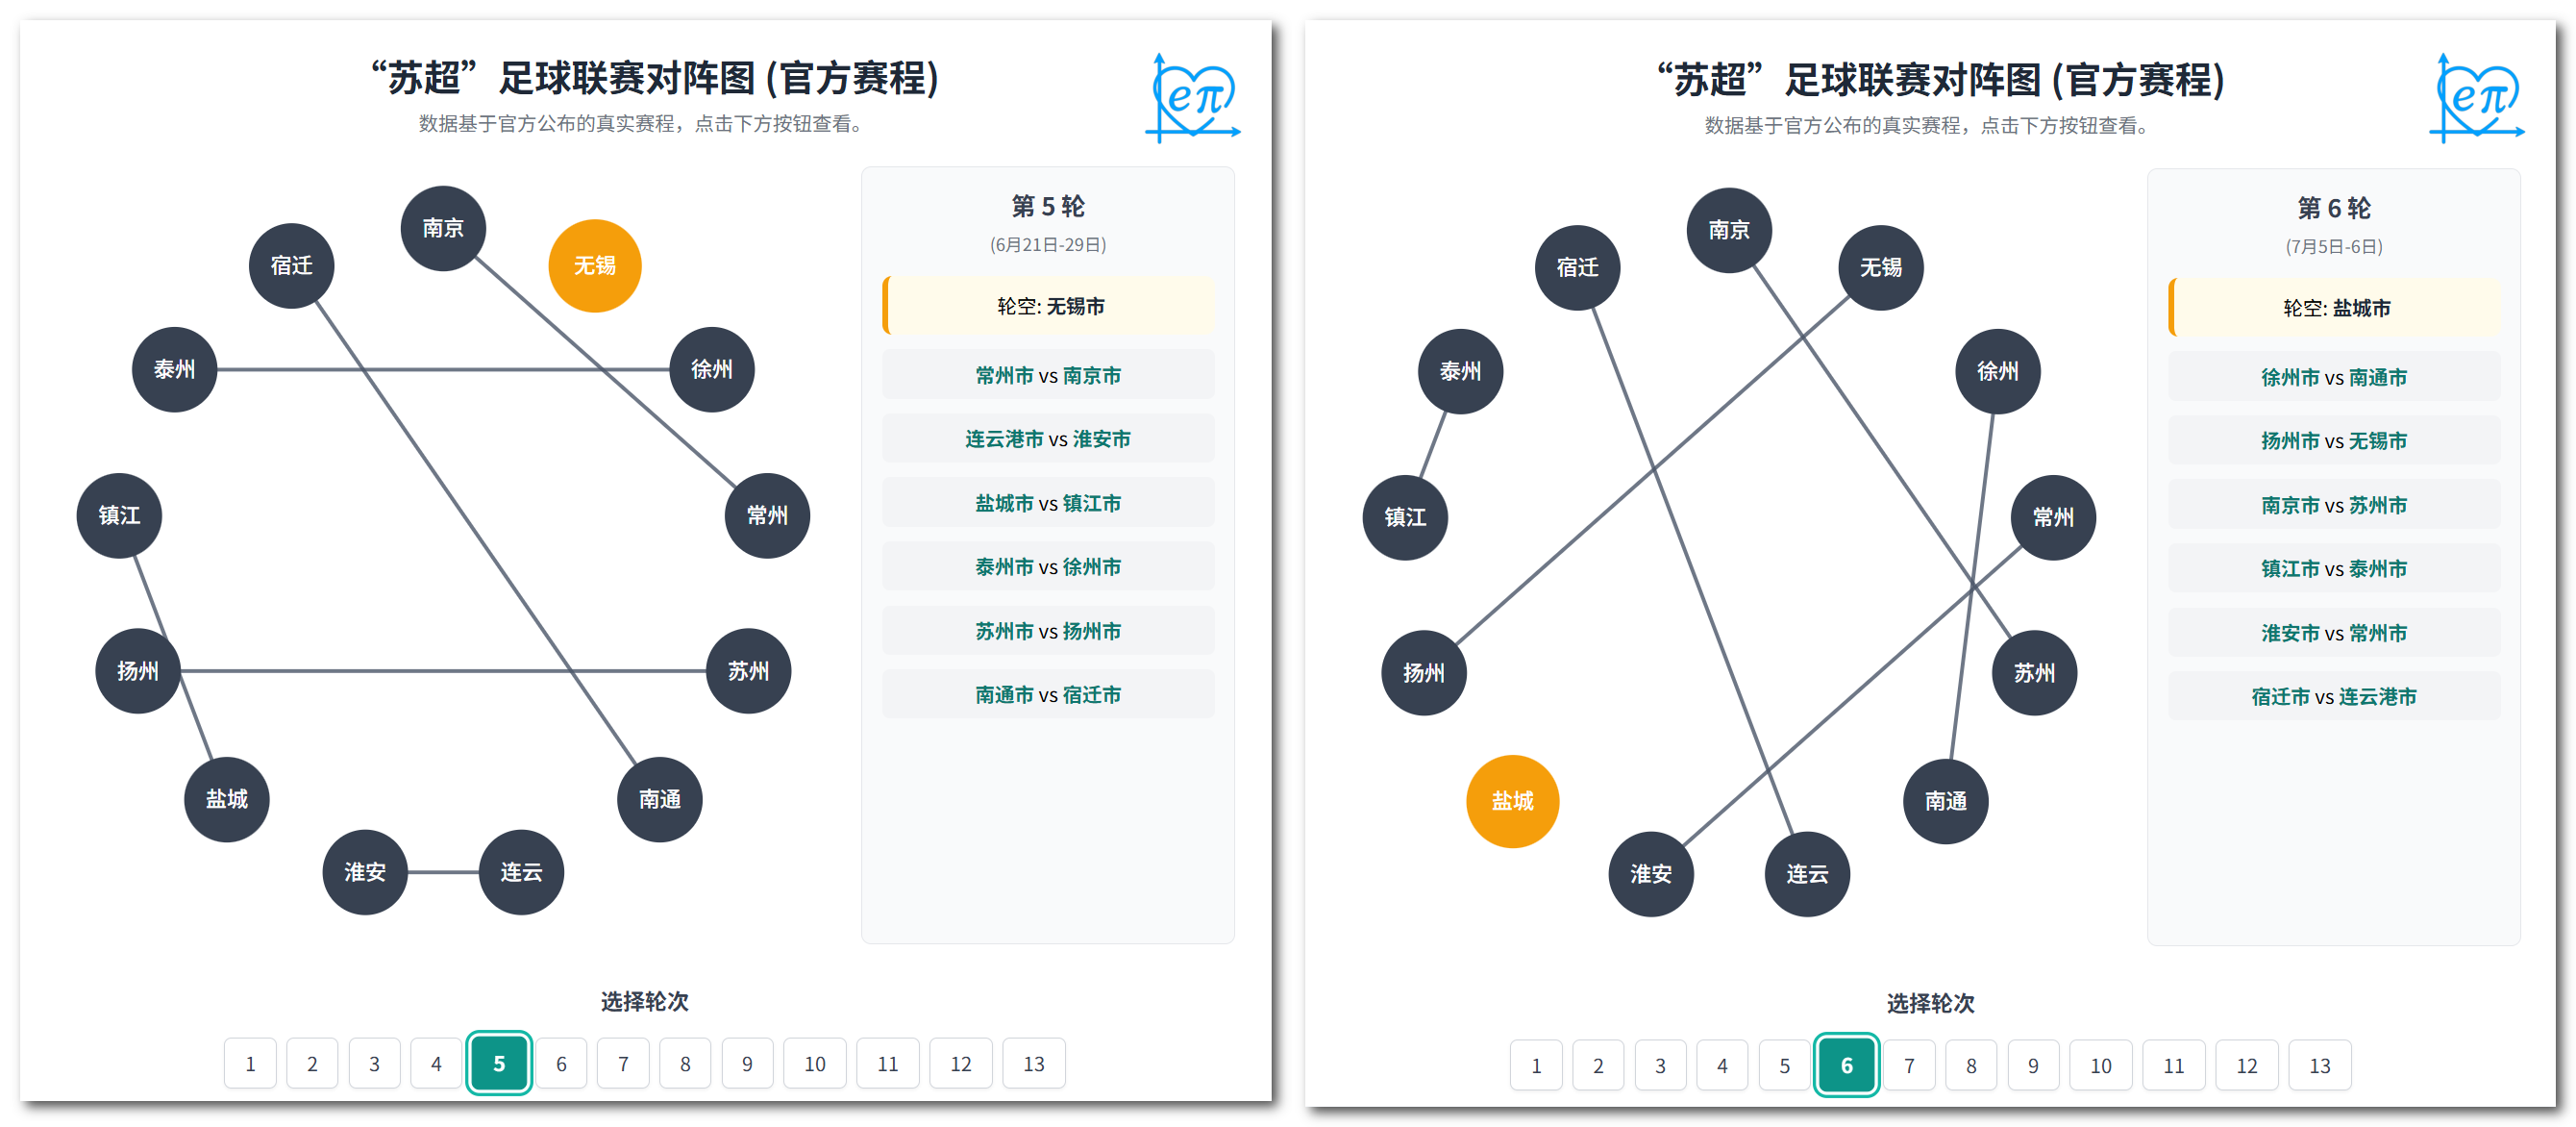 “苏超”足球联赛对阵图 (官方赛程)
数据基于官方公布的真实赛程，点击下方按钮查看。
eπ
南京
无锡
宿迁
徐州
泰州
常州
镇江
苏州
扬州
南通
盐城
连云
淮安
第 5 轮
(6月21日-29日)
轮空: 无锡市
常州市 vs 南京市
连云港市 vs 淮安市
盐城市 vs 镇江市
泰州市 vs 徐州市
苏州市 vs 扬州市
南通市 vs 宿迁市
选择轮次
1 2 3 4 5 6 7 8 9 10 11 12 13
“苏超”足球联赛对阵图 (官方赛程)
数据基于官方公布的真实赛程，点击下方按钮查看。
eπ
南京
无锡
宿迁
徐州
泰州
常州
镇江
苏州
扬州
南通
盐城
连云
淮安
第 6 轮
(7月5日-6日)
轮空: 盐城市
徐州市 vs 南通市
扬州市 vs 无锡市
南京市 vs 苏州市
镇江市 vs 泰州市
淮安市 vs 常州市
宿迁市 vs 连云港市
选择轮次
1 2 3 4 5 6 7 8 9 10 11 12 13